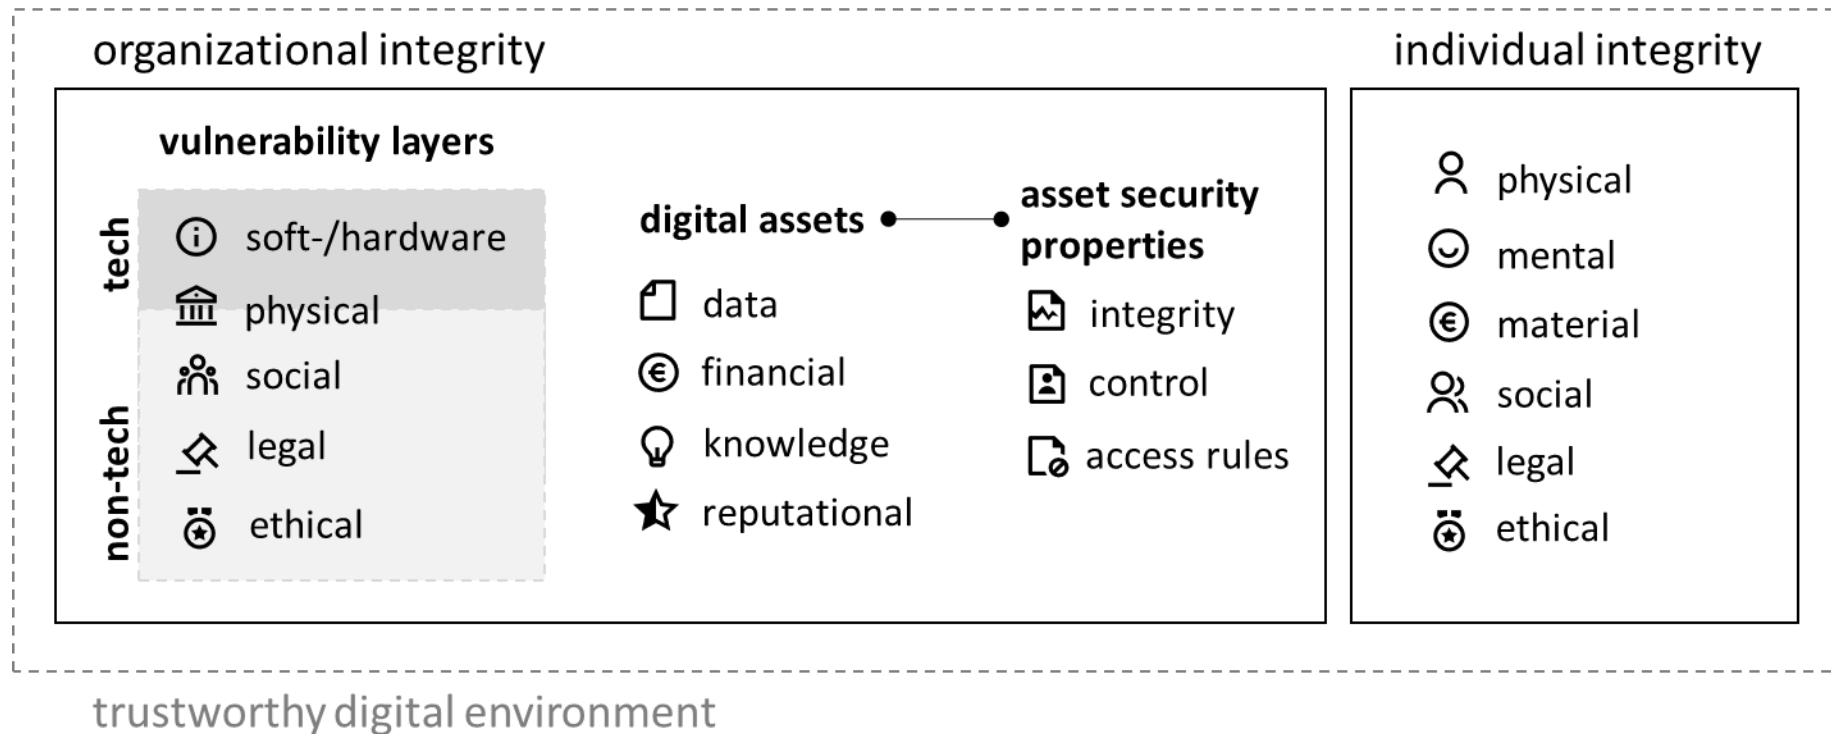 organizational integrity
individual integrity
vulnerability layers
tech
non-tech
soft-/hardware
physical
social
legal
ethical
digital assets
data
financial
knowledge
reputational
asset security
properties
integrity
control
access rules
physical
mental
material
social
legal
ethical
trustworthy digital environment